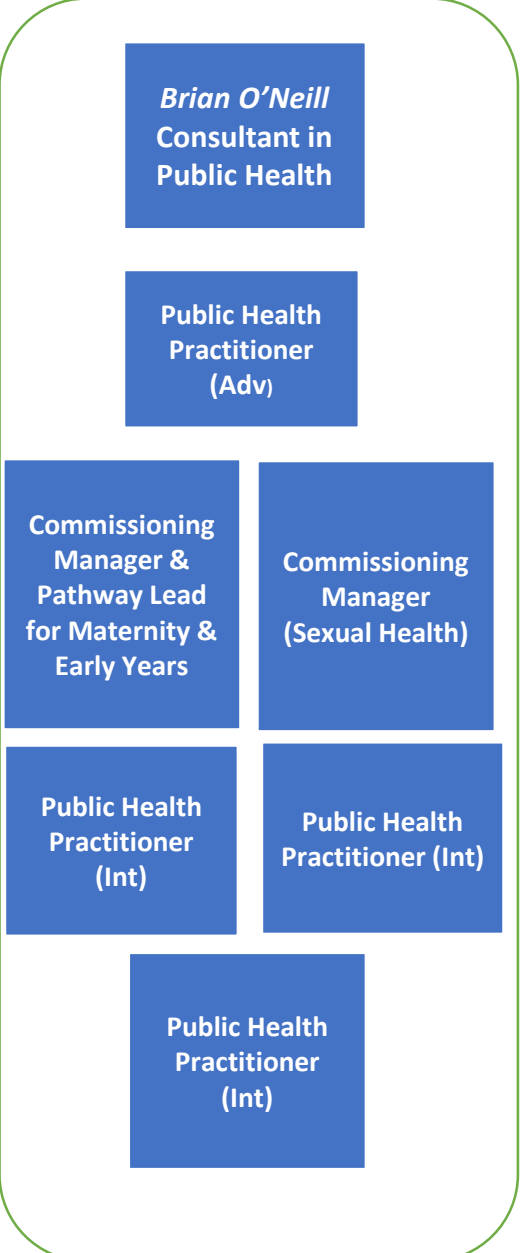 Brian O’Neill
Consultant in
Public Health
Public Health
Practitioner
(Adv)
Commissioning
Manager &
Pathway Lead
for Maternity &
Early Years
Commissioning
Manager
(Sexual Health)
Public Health
Practitioner
(Int)
Public Health
Practitioner (Int)
Public Health
Practitioner
(Int)